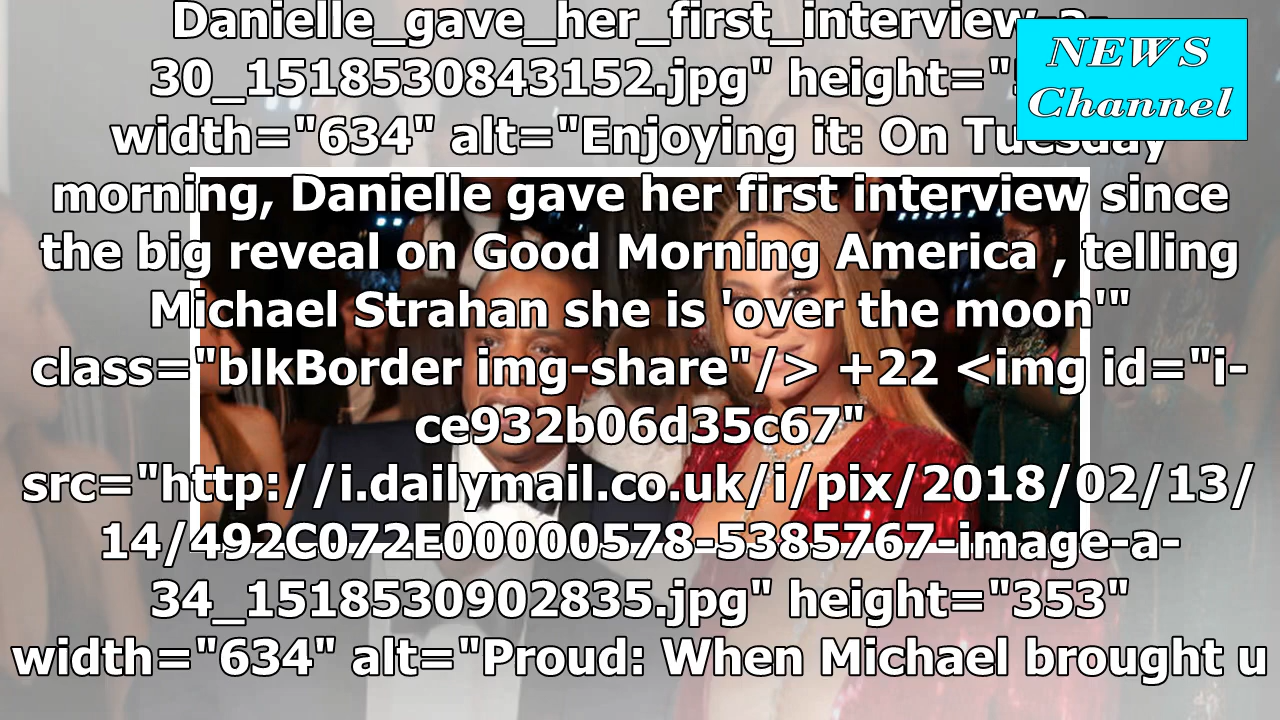 Danielle_gave_her_first_interview-a-
30_1518530843152.jpg" height="
width="634" alt="Enjoying it: On Tuesday
morning, Danielle gave her first interview since
the big reveal on Good Morning America , telling
Michael Strahan she is 'over the moon'"
class="blkBorder img-share"/> +22 <img id="i-
ce932b06d35c67"
src="http://i.dailymail.co.uk/i/pix/2018/02/13/
14/492C072E00000578-5385767-image-a-
34_1518530902835.jpg" height="353"
width="634" alt="Proud: When Michael brought u
NEWS
Channel